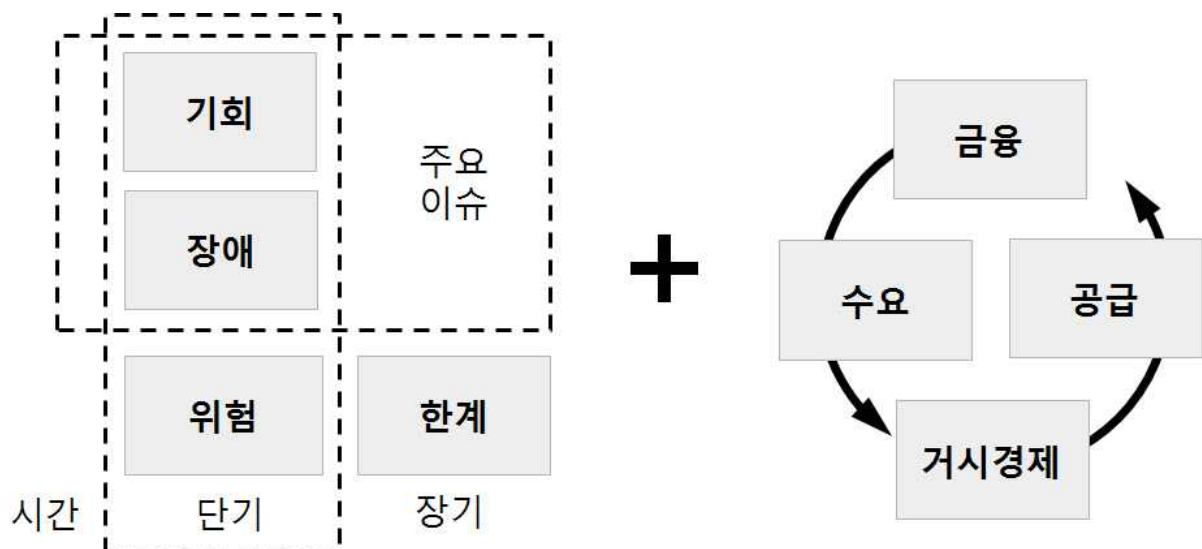 기회
장애
주요
이슈
위험
한계
시간
단기
장기
+
금융
수요
공급
거시경제